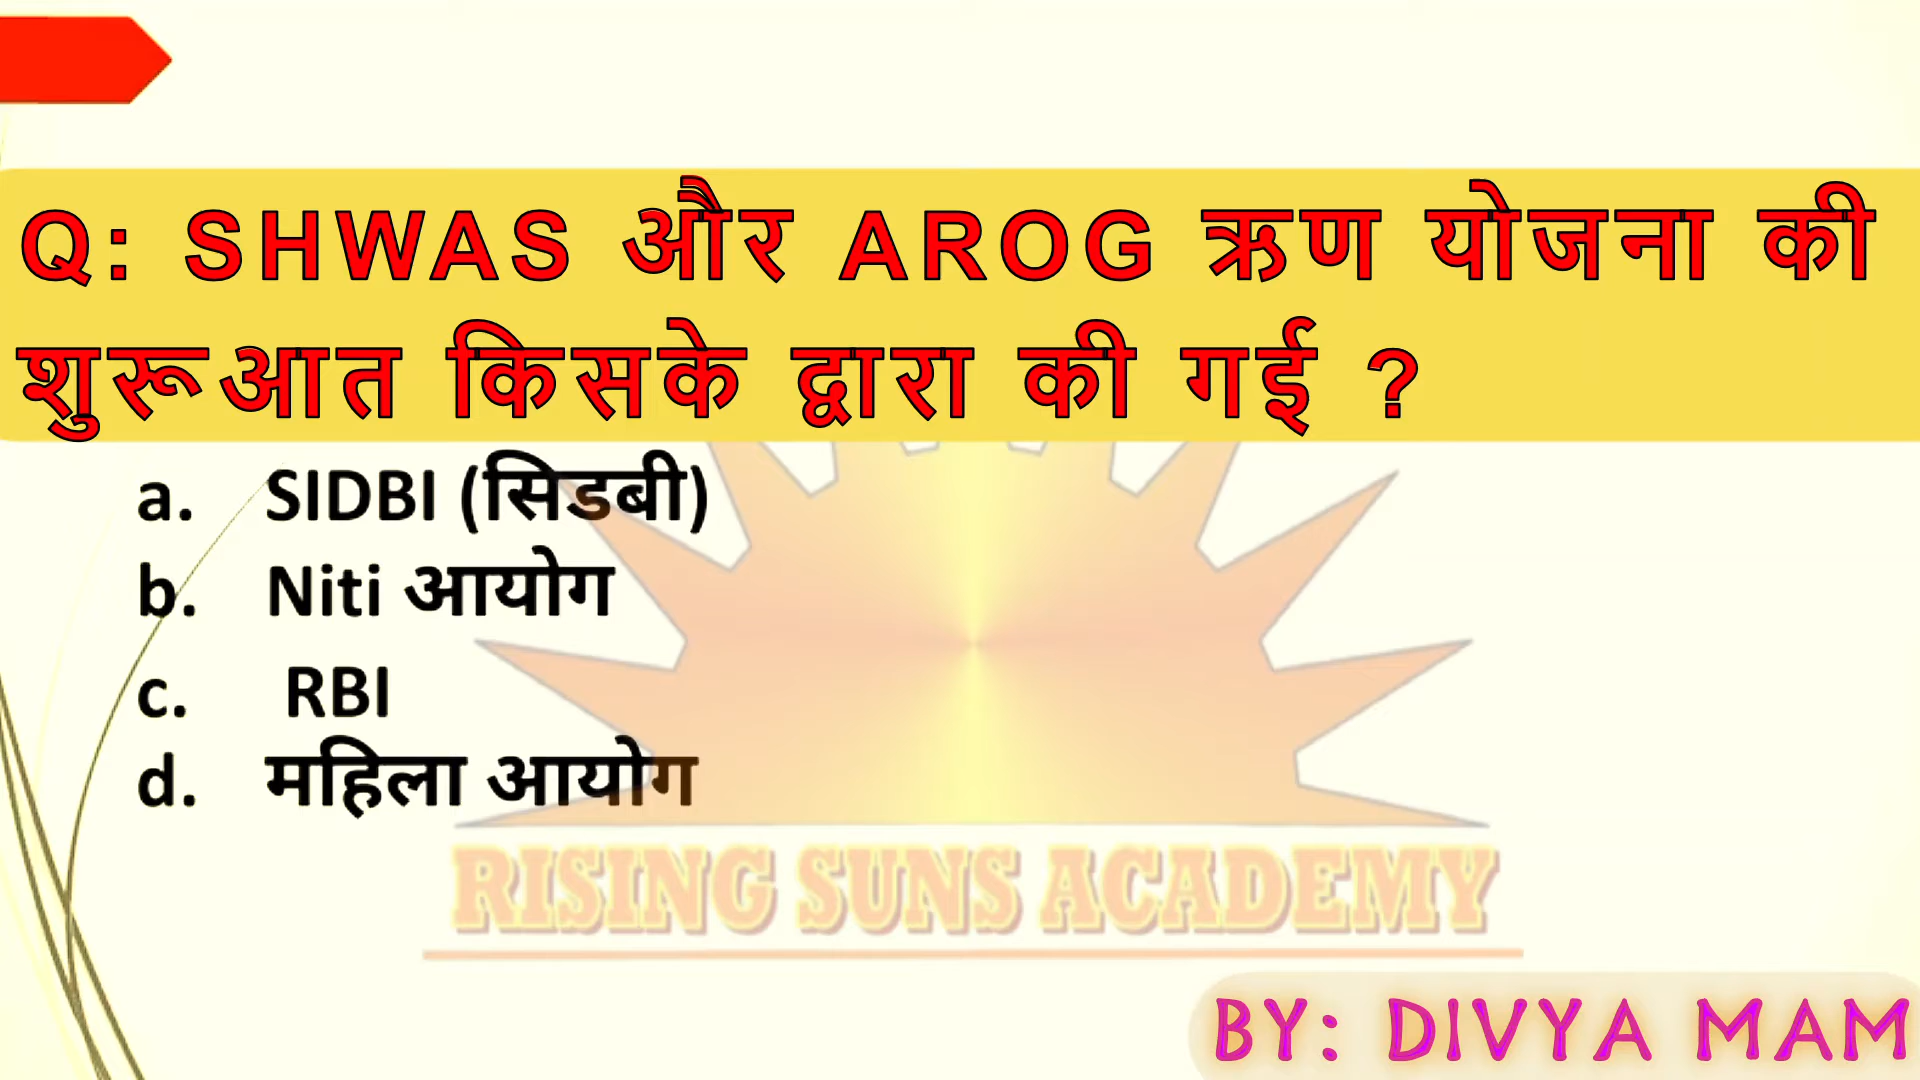 Q: SHWAS और AROG ऋण योजना की
शुरूआत किसके द्वारा की गई ?
a. SIDBI (सिडबी)
b. Niti आयोग
c. RBI
d. महिला आयोग
RISING SUNS ACADEMY
BY: DIVYA MAM